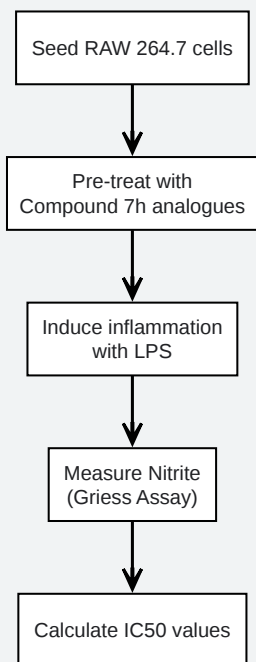 Seed RAW 264.7 cells
Pre-treat with
Compound 7h analogues
Induce inflammation
with LPS
Measure Nitrite
(Griess Assay)
Calculate IC50 values